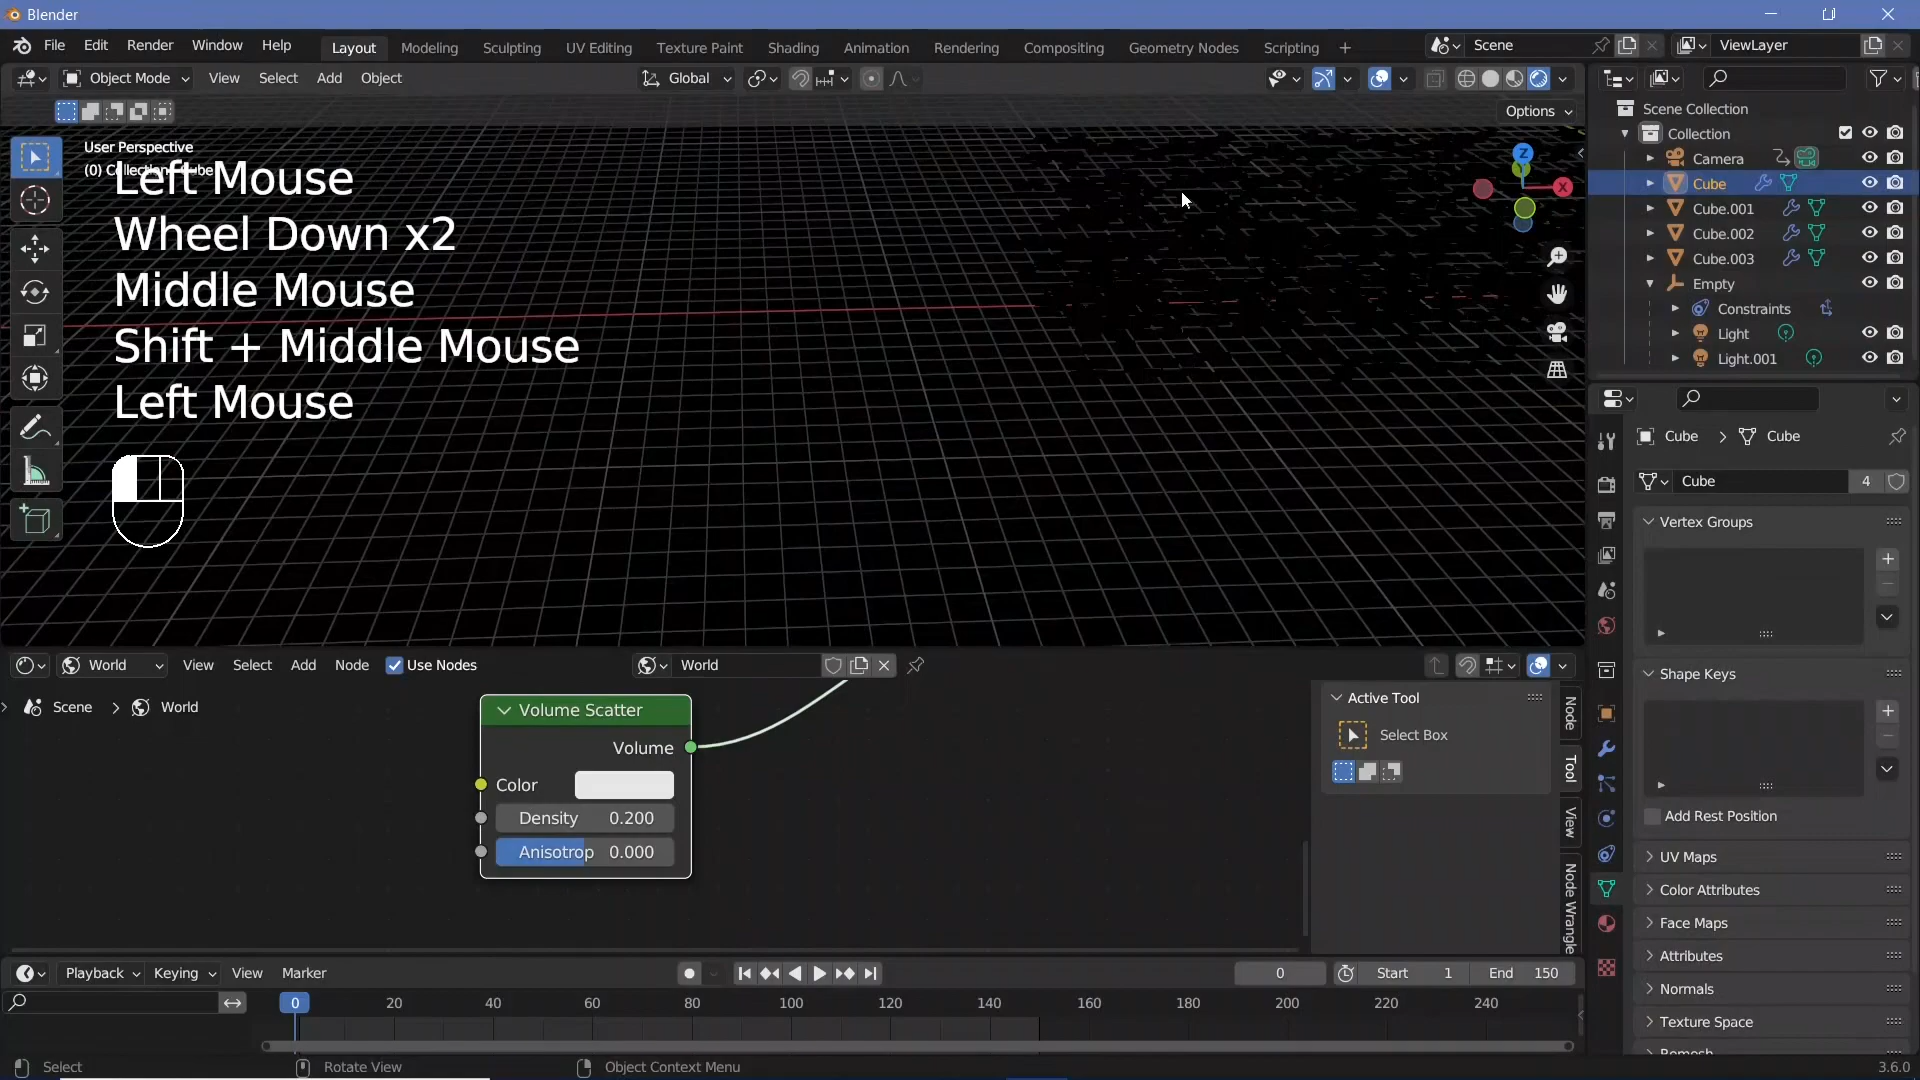 Blender
File Edit Render Window Help Layout Modeling Sculpting UV Editing Texture Paint Shading Animation Rendering Compositing Geometry Nodes Scripting + Scene ViewLayer
Object Mode View Select Add Object Global
Options
User Perspective
Left Mouse
Wheel Down x2
Middle Mouse
Shift + Middle Mouse
Left Mouse
Z
X
Scene Collection
Collection
Camera
Cube
Cube.001
Cube.002
Cube.003
Empty
Constraints
Light
Light.001
Cube > Cube
Cube 4
Vertex Groups
Shape Keys
Add Rest Position
UV Maps
Color Attributes
Face Maps
Attributes
Normals
Texture Space
Remesh
World View Select Add Node Use Nodes World
Scene > World
Volume Scatter
Volume
Color
Density 0.200
Anisotrop 0.000
Active Tool
Select Box
Node
Tool
View
Node Wrangle
Playback Keying View Marker 0 Start 1 End 150
0 20 40 60 80 100 120 140 160 180 200 220 240
Select Rotate View Object Context Menu 3.6.0